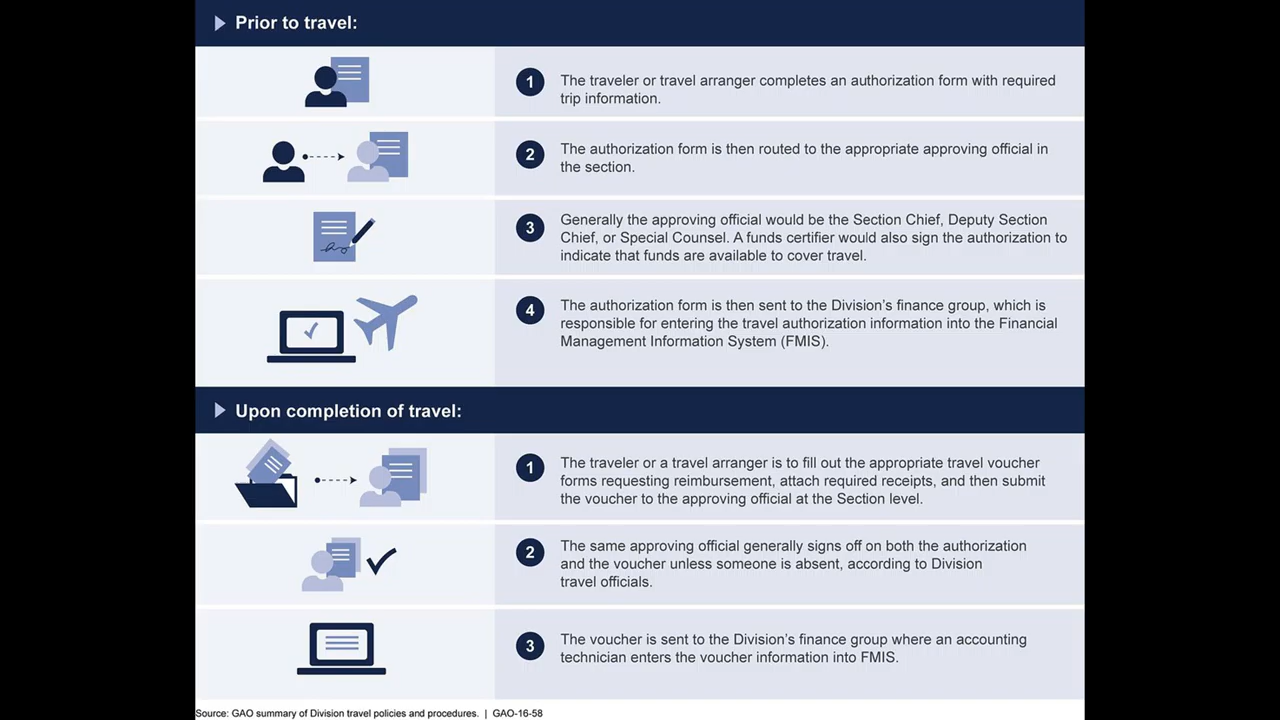 Prior to travel:
1
The traveler or travel arranger completes an authorization form with required
trip information.
2
The authorization form is then routed to the appropriate approving official in
the section.
3
Generally the approving official would be the Section Chief, Deputy Section
Chief, or Special Counsel. A funds certifier would also sign the authorization to
indicate that funds are available to cover travel.
4
The authorization form is then sent to the Division’s finance group, which is
responsible for entering the travel authorization information into the Financial
Management Information System (FMIS).
Upon completion of travel:
1
The traveler or a travel arranger is to fill out the appropriate travel voucher
forms requesting reimbursement, attach required receipts, and then submit
the voucher to the approving official at the Section level.
2
The same approving official generally signs off on both the authorization
and the voucher unless someone is absent, according to Division
travel officials.
3
The voucher is sent to the Division’s finance group where an accounting
technician enters the voucher information into FMIS.
Source: GAO summary of Division travel policies and procedures. | GAO-16-58